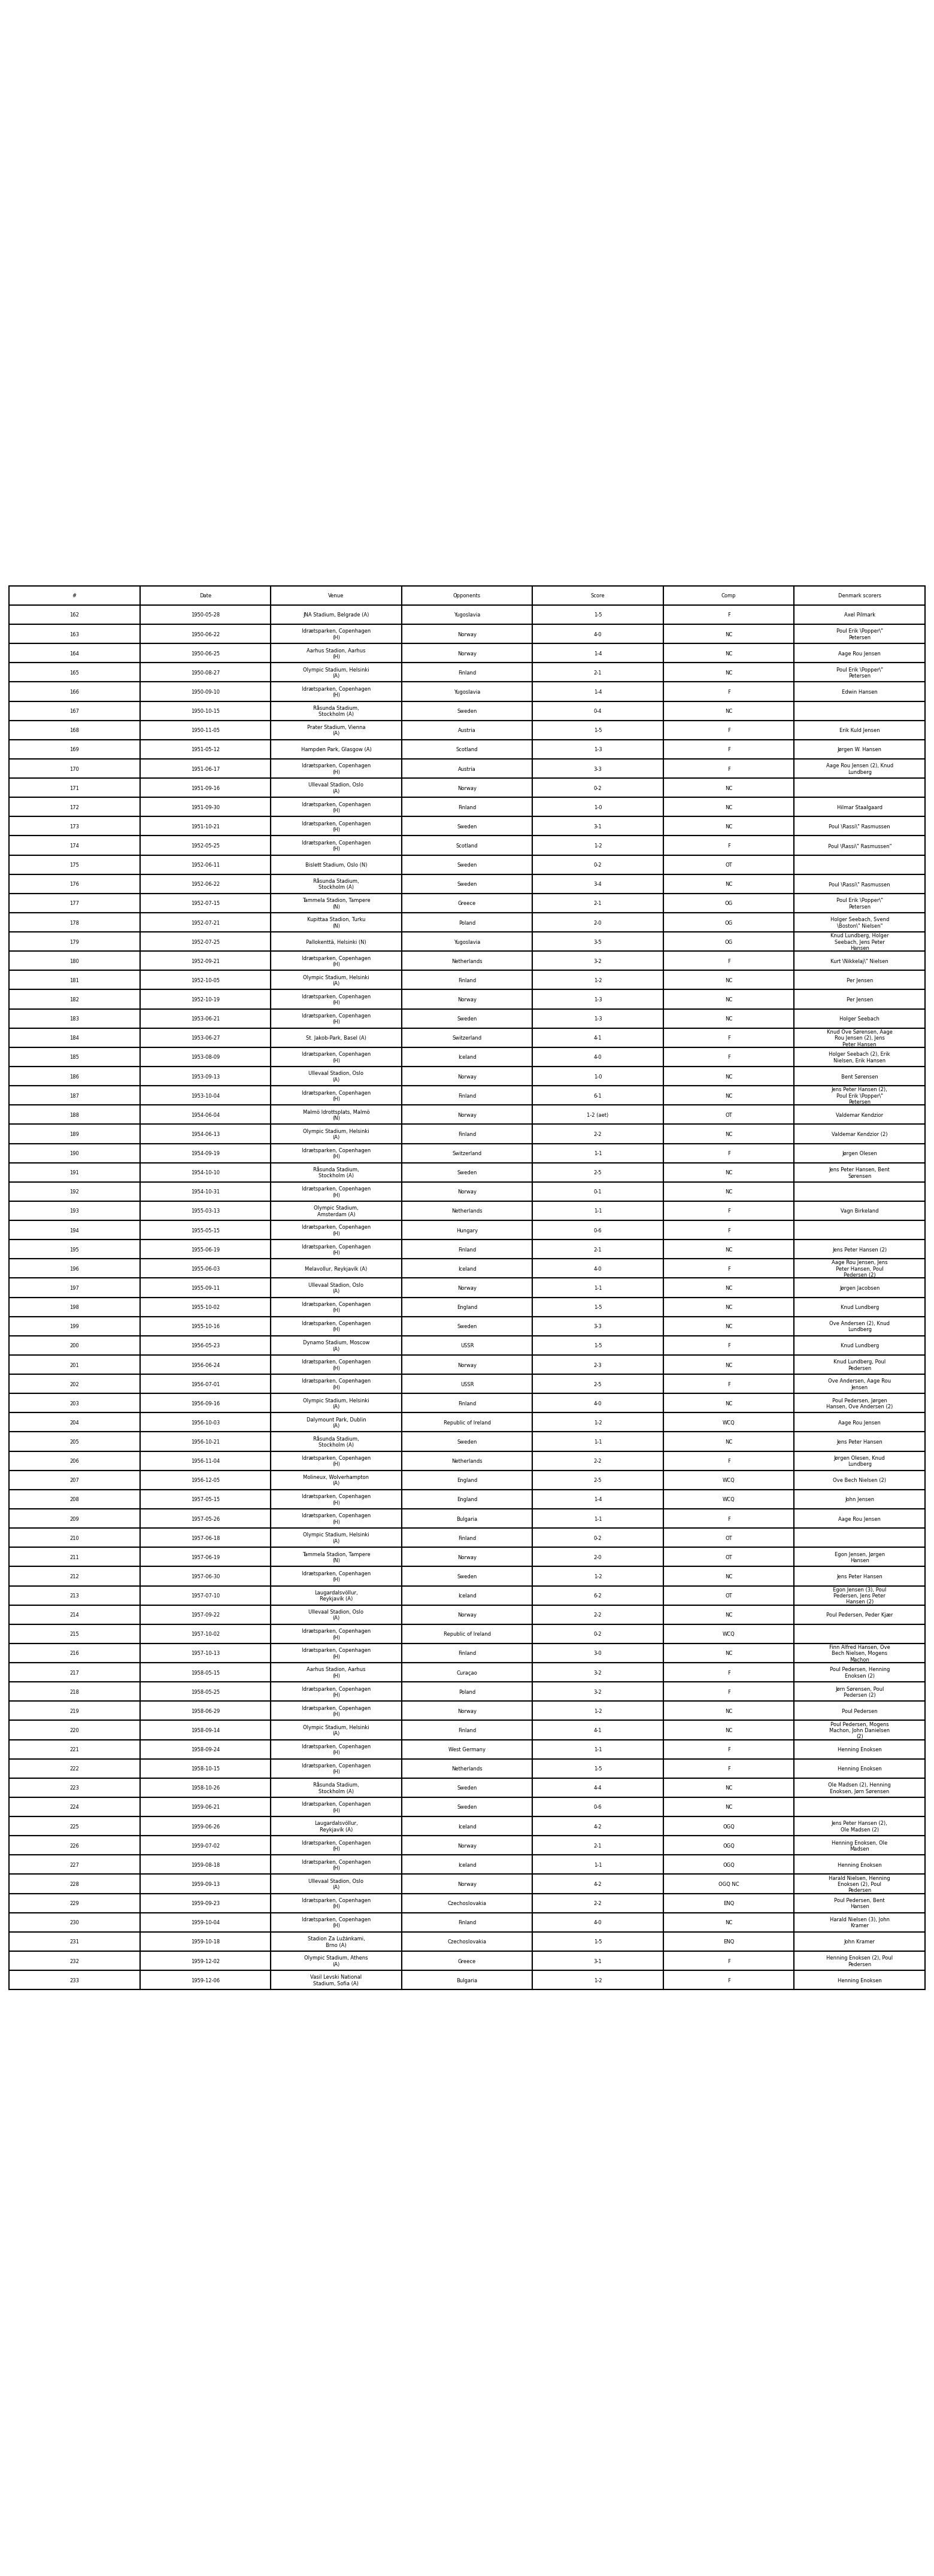 # Date Venue Opponents Score Comp Denmark scorers
162 1950-05-28 JNA Stadium, Belgrade (A) Yugoslavia 1-5 F Axel Pilmark
163 1950-06-22 Idrætsparken, Copenhagen (H) Norway 4-0 NC Poul Erik \Popper\" Petersen
164 1950-06-25 Aarhus Stadion, Aarhus (H) Norway 1-4 NC Aage Rou Jensen
165 1950-08-27 Olympic Stadium, Helsinki (A) Finland 2-1 NC Poul Erik \Popper\" Petersen
166 1950-09-10 Idrætsparken, Copenhagen (H) Yugoslavia 1-4 F Edwin Hansen
167 1950-10-15 Råsunda Stadium, Stockholm (A) Sweden 0-4 NC
168 1950-11-05 Prater Stadium, Vienna (A) Austria 1-5 F Erik Kuld Jensen
169 1951-05-12 Hampden Park, Glasgow (A) Scotland 1-3 F Jørgen W. Hansen
170 1951-06-17 Idrætsparken, Copenhagen (H) Austria 3-3 F Aage Rou Jensen (2), Knud Lundberg
171 1951-09-16 Ullevaal Stadion, Oslo (A) Norway 0-2 NC
172 1951-09-30 Idrætsparken, Copenhagen (H) Finland 1-0 NC Hilmar Staalgaard
173 1951-10-21 Idrætsparken, Copenhagen (H) Sweden 3-1 NC Poul \Rassi\" Rasmussen
174 1952-05-25 Idrætsparken, Copenhagen (H) Scotland 1-2 F Poul \Rassi\" Rasmussen"
175 1952-06-11 Bislett Stadium, Oslo (N) Sweden 0-2 OT
176 1952-06-22 Råsunda Stadium, Stockholm (A) Sweden 3-4 NC Poul \Rassi\" Rasmussen
177 1952-07-15 Tammela Stadion, Tampere (N) Greece 2-1 OG Poul Erik \Popper\" Petersen
178 1952-07-21 Kupittaa Stadion, Turku (N) Poland 2-0 OG Holger Seebach, Svend \Boston\" Nielsen"
179 1952-07-25 Pallokenttä, Helsinki (N) Yugoslavia 3-5 OG Knud Lundberg, Holger Seebach, Jens Peter Hansen
180 1952-09-21 Idrætsparken, Copenhagen (H) Netherlands 3-2 F Kurt \Nikkelaj\" Nielsen
181 1952-10-05 Olympic Stadium, Helsinki (A) Finland 1-2 NC Per Jensen
182 1952-10-19 Idrætsparken, Copenhagen (H) Norway 1-3 NC Per Jensen
183 1953-06-21 Idrætsparken, Copenhagen (H) Sweden 1-3 NC Holger Seebach
184 1953-06-27 St. Jakob-Park, Basel (A) Switzerland 4-1 F Knud Ove Sørensen, Aage Rou Jensen (2), Jens Peter Hansen
185 1953-08-09 Idrætsparken, Copenhagen (H) Iceland 4-0 F Holger Seebach (2), Erik Nielsen, Erik Hansen
186 1953-09-13 Ullevaal Stadion, Oslo (A) Norway 1-0 NC Bent Sørensen
187 1953-10-04 Idrætsparken, Copenhagen (H) Finland 6-1 NC Jens Peter Hansen (2), Poul Erik \Popper\" Petersen
188 1954-06-04 Malmö Idrottsplats, Malmö (N) Norway 1-2 (aet) OT Valdemar Kendzior
189 1954-06-13 Olympic Stadium, Helsinki (A) Finland 2-2 NC Valdemar Kendzior (2)
190 1954-09-19 Idrætsparken, Copenhagen (H) Switzerland 1-1 F Jørgen Olesen
191 1954-10-10 Råsunda Stadium, Stockholm (A) Sweden 2-5 NC Jens Peter Hansen, Bent Sørensen
192 1954-10-31 Idrætsparken, Copenhagen (H) Norway 0-1 NC
193 1955-03-13 Olympic Stadium, Amsterdam (A) Netherlands 1-1 F Vagn Birkeland
194 1955-05-15 Idrætsparken, Copenhagen (H) Hungary 0-6 F
195 1955-06-19 Idrætsparken, Copenhagen (H) Finland 2-1 NC Jens Peter Hansen (2)
196 1955-06-03 Melavollur, Reykjavík (A) Iceland 4-0 F Aage Rou Jensen, Jens Peter Hansen, Poul Pedersen (2)
197 1955-09-11 Ullevaal Stadion, Oslo (A) Norway 1-1 NC Jørgen Jacobsen
198 1955-10-02 Idrætsparken, Copenhagen (H) England 1-5 NC Knud Lundberg
199 1955-10-16 Idrætsparken, Copenhagen (H) Sweden 3-3 NC Ove Andersen (2), Knud Lundberg
200 1956-05-23 Dynamo Stadium, Moscow (A) USSR 1-5 F Knud Lundberg
201 1956-06-24 Idrætsparken, Copenhagen (H) Norway 2-3 NC Knud Lundberg, Poul Pedersen
202 1956-07-01 Idrætsparken, Copenhagen (H) USSR 2-5 F Ove Andersen, Aage Rou Jensen
203 1956-09-16 Olympic Stadium, Helsinki (A) Finland 4-0 NC Poul Pedersen, Jørgen Hansen, Ove Andersen (2)
204 1956-10-03 Dalymount Park, Dublin (A) Republic of Ireland 1-2 WCQ Aage Rou Jensen
205 1956-10-21 Råsunda Stadium, Stockholm (A) Sweden 1-1 NC Jens Peter Hansen
206 1956-11-04 Idrætsparken, Copenhagen (H) Netherlands 2-2 F Jørgen Olesen, Knud Lundberg
207 1956-12-05 Molineux, Wolverhampton (A) England 2-5 WCQ Ove Bech Nielsen (2)
208 1957-05-15 Idrætsparken, Copenhagen (H) England 1-4 WCQ John Jensen
209 1957-05-26 Idrætsparken, Copenhagen (H) Bulgaria 1-1 F Aage Rou Jensen
210 1957-06-18 Olympic Stadium, Helsinki (A) Finland 0-2 OT
211 1957-06-19 Tammela Stadion, Tampere (N) Norway 2-0 OT Egon Jensen, Jørgen Hansen
212 1957-06-30 Idrætsparken, Copenhagen (H) Sweden 1-2 NC Jens Peter Hansen
213 1957-07-10 Laugardalsvöllur, Reykjavík (A) Iceland 6-2 OT Egon Jensen (3), Poul Pedersen, Jens Peter Hansen (2)
214 1957-09-22 Ullevaal Stadion, Oslo (A) Norway 2-2 NC Poul Pedersen, Peder Kjær
215 1957-10-02 Idrætsparken, Copenhagen (H) Republic of Ireland 0-2 WCQ
216 1957-10-13 Idrætsparken, Copenhagen (H) Finland 3-0 NC Finn Alfred Hansen, Ove Bech Nielsen, Mogens Machon
217 1958-05-15 Aarhus Stadion, Aarhus (H) Curaçao 3-2 F Poul Pedersen, Henning Enoksen (2)
218 1958-05-25 Idrætsparken, Copenhagen (H) Poland 3-2 F Jørn Sørensen, Poul Pedersen (2)
219 1958-06-29 Idrætsparken, Copenhagen (H) Norway 1-2 NC Poul Pedersen
220 1958-09-14 Olympic Stadium, Helsinki (A) Finland 4-1 NC Poul Pedersen, Mogens Machon, John Danielsen (2)
221 1958-09-24 Idrætsparken, Copenhagen (H) West Germany 1-1 F Henning Enoksen
222 1958-10-15 Idrætsparken, Copenhagen (H) Netherlands 1-5 F Henning Enoksen
223 1958-10-26 Råsunda Stadium, Stockholm (A) Sweden 4-4 NC Ole Madsen (2), Henning Enoksen, Jørn Sørensen
224 1959-06-21 Idrætsparken, Copenhagen (H) Sweden 0-6 NC
225 1959-06-26 Laugardalsvöllur, Reykjavík (A) Iceland 4-2 OGQ Jens Peter Hansen (2), Ole Madsen (2)
226 1959-07-02 Idrætsparken, Copenhagen (H) Norway 2-1 OGQ Henning Enoksen, Ole Madsen
227 1959-08-18 Idrætsparken, Copenhagen (H) Iceland 1-1 OGQ Henning Enoksen
228 1959-09-13 Ullevaal Stadion, Oslo (A) Norway 4-2 OGQ NC Harald Nielsen, Henning Enoksen (2), Poul Pedersen
229 1959-09-23 Idrætsparken, Copenhagen (H) Czechoslovakia 2-2 ENQ Poul Pedersen, Bent Hansen
230 1959-10-04 Idrætsparken, Copenhagen (H) Finland 4-0 NC Harald Nielsen (3), John Kramer
231 1959-10-18 Stadion Za Lužánkami, Brno (A) Czechoslovakia 1-5 ENQ John Kramer
232 1959-12-02 Olympic Stadium, Athens (A) Greece 3-1 F Henning Enoksen (2), Poul Pedersen
233 1959-12-06 Vasil Levski National Stadium, Sofia (A) Bulgaria 1-2 F Henning Enoksen